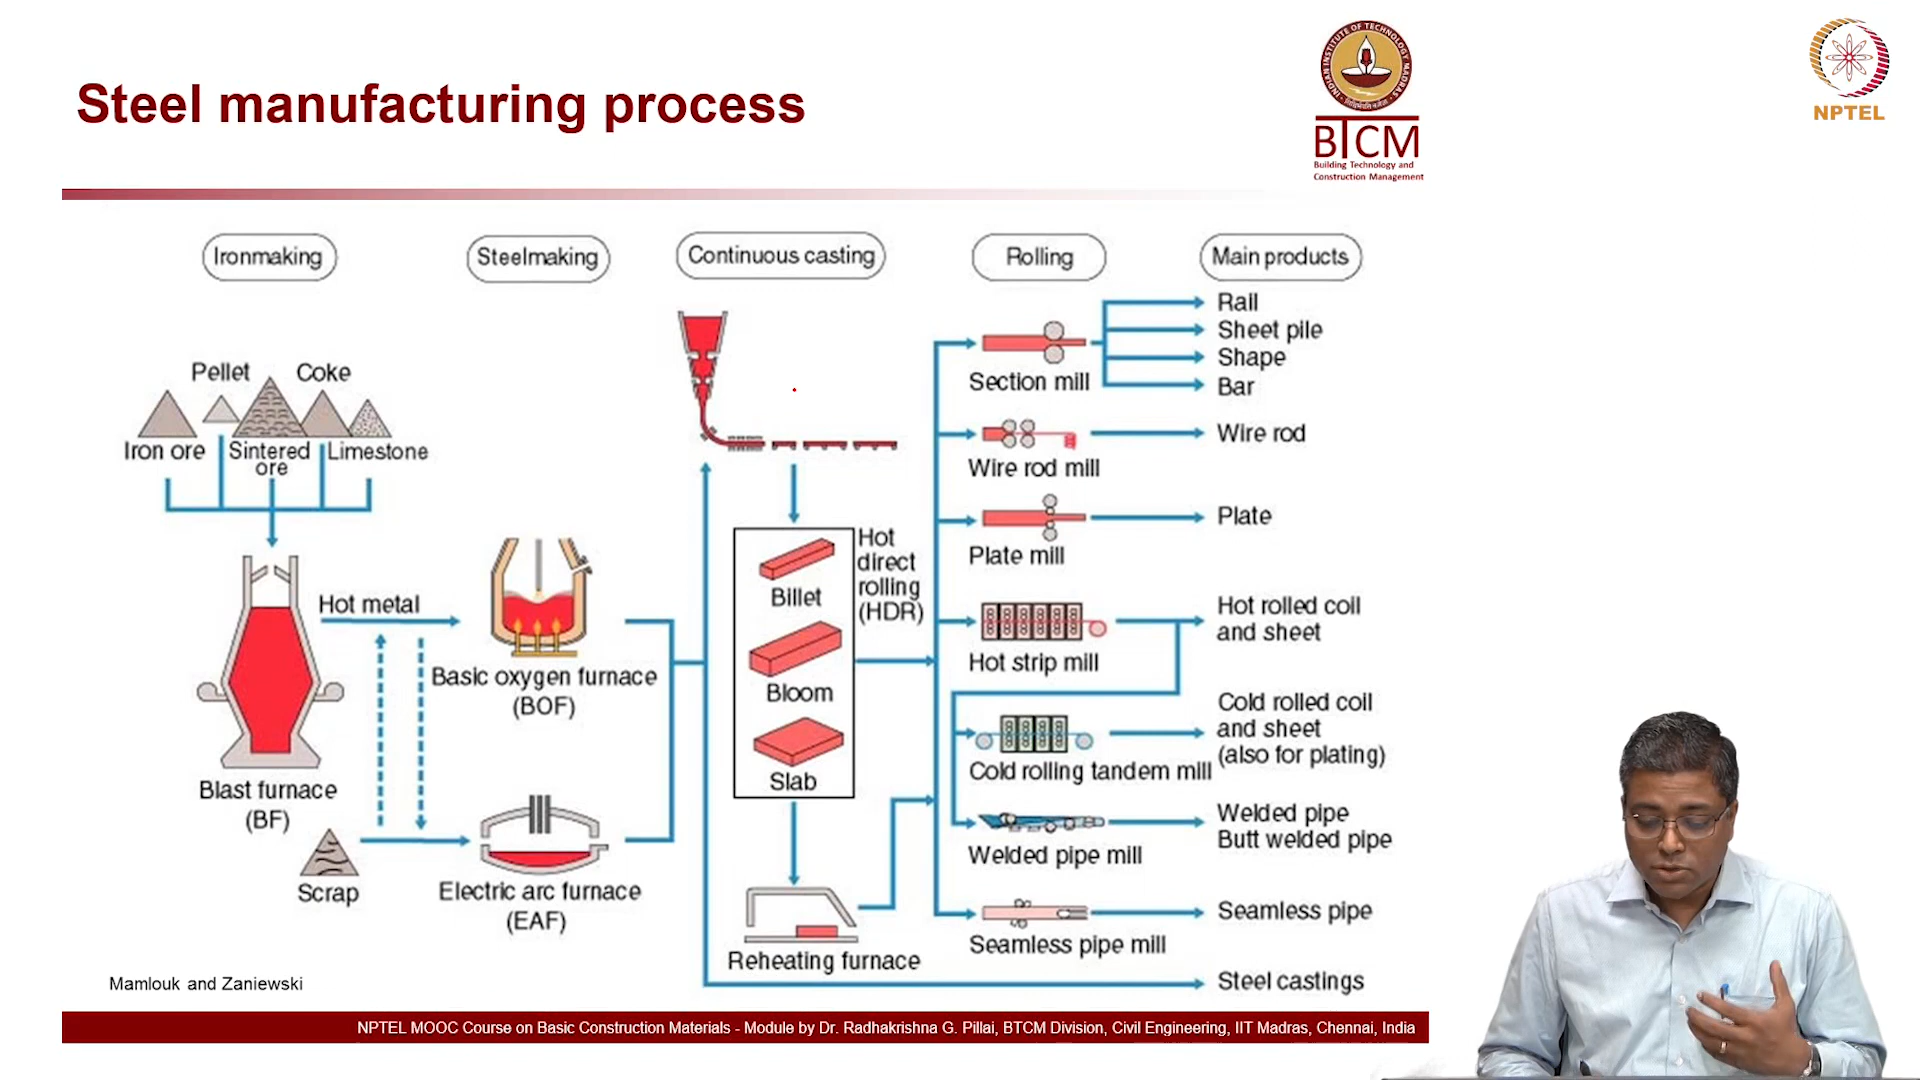 Steel manufacturing process
INDIAN INSTITUTE OF TECHNOLOGY MADRAS
BTCM
Building Technology and
Construction Management
NPTEL
Ironmaking
Steelmaking
Continuous casting
Rolling
Main products
Pellet
Coke
Iron ore
Sintered
ore
Limestone
Hot metal
Blast furnace
(BF)
Scrap
Basic oxygen furnace
(BOF)
Electric arc furnace
(EAF)
Billet
Bloom
Slab
Hot
direct
rolling
(HDR)
Reheating furnace
Section mill
Wire rod mill
Plate mill
Hot strip mill
Cold rolling tandem mill
Welded pipe mill
Seamless pipe mill
Rail
Sheet pile
Shape
Bar
Wire rod
Plate
Hot rolled coil
and sheet
Cold rolled coil
and sheet
(also for plating)
Welded pipe
Butt welded pipe
Seamless pipe
Steel castings
Mamlouk and Zaniewski
NPTEL MOOC Course on Basic Construction Materials - Module by Dr. Radhakrishna G. Pillai, BTCM Division, Civil Engineering, IIT Madras, Chennai, India